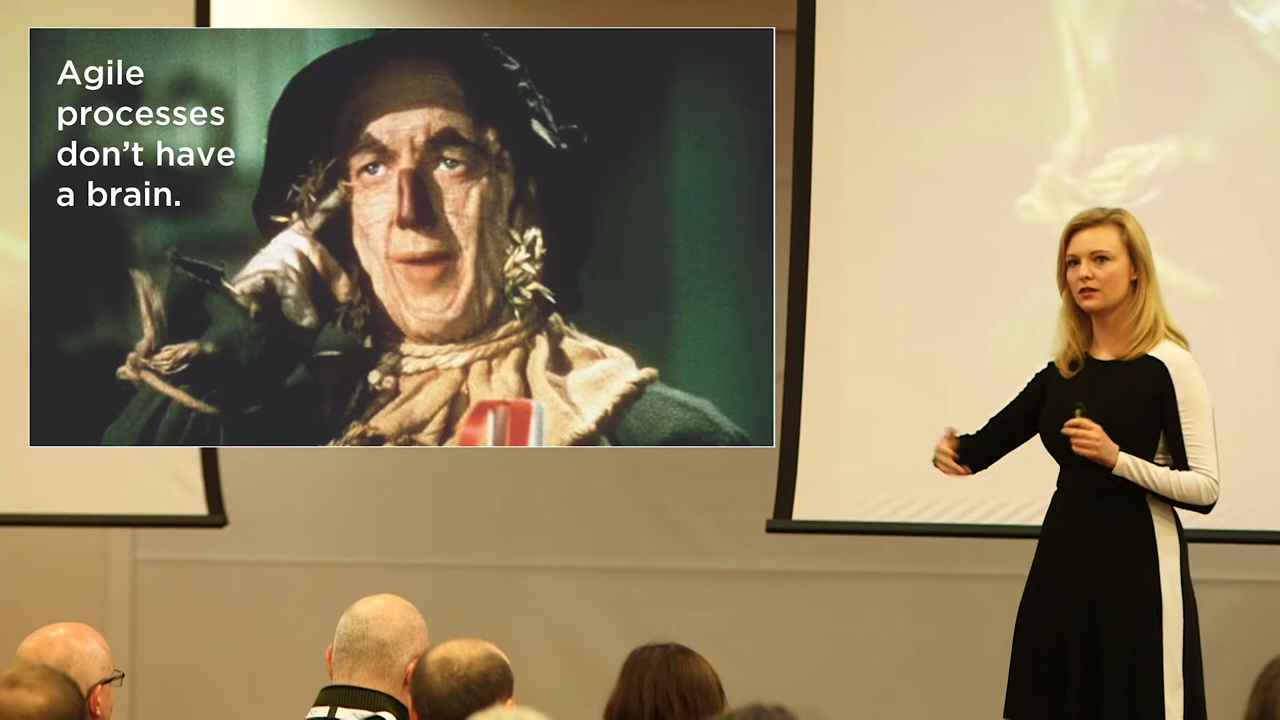 Agile
processes
don’t have
a brain.